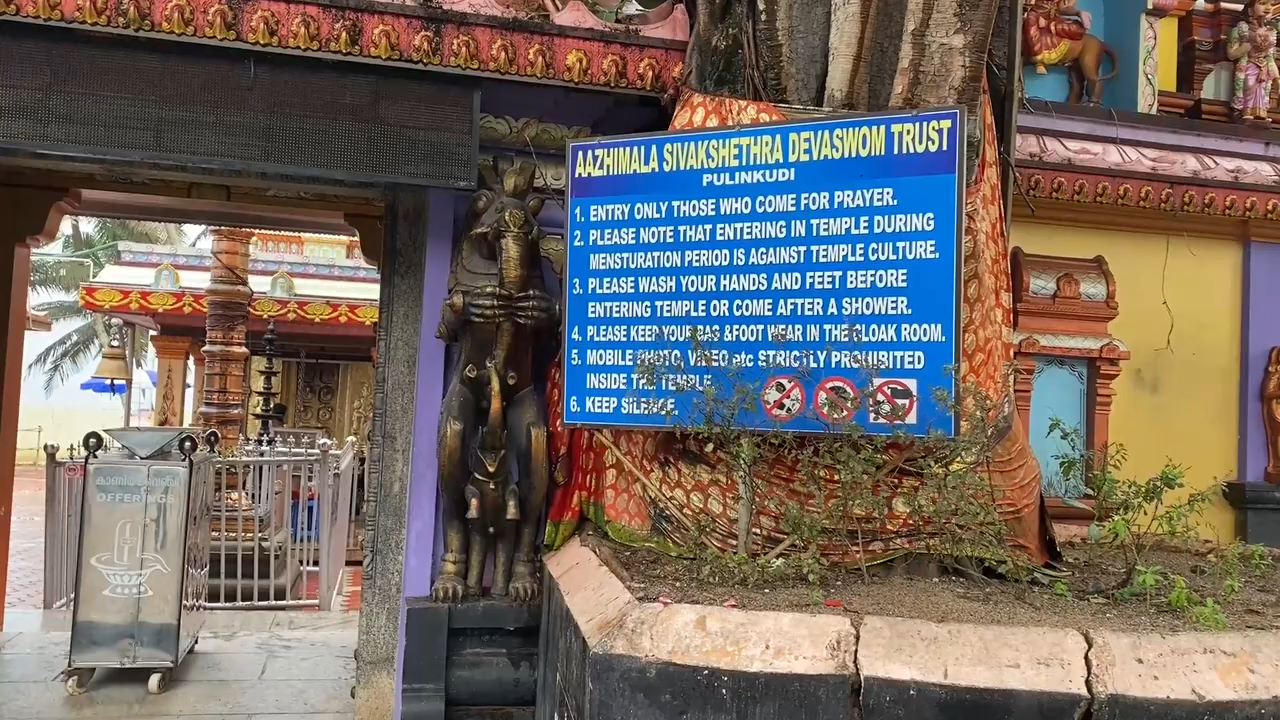 AAZHIMALA SIVAKSHETHRA DEVASWOM TRUST
PULINKUDI
1. ENTRY ONLY THOSE WHO COME FOR PRAYER.
2. PLEASE NOTE THAT ENTERING IN TEMPLE DURING
MENSTURATION PERIOD IS AGAINST TEMPLE CULTURE.
3. PLEASE WASH YOUR HANDS AND FEET BEFORE
ENTERING TEMPLE OR COME AFTER A SHOWER.
4. PLEASE KEEP YOUR BAG &FOOT WEAR IN THE CLOAK ROOM.
5. MOBILE PHOTO, VIDEO etc STRICTLY PROHIBITED
INSIDE THE TEMPLE
6. KEEP SILENCE.
കാണിയ്ക്കവഞ്ചി
OFFERINGS